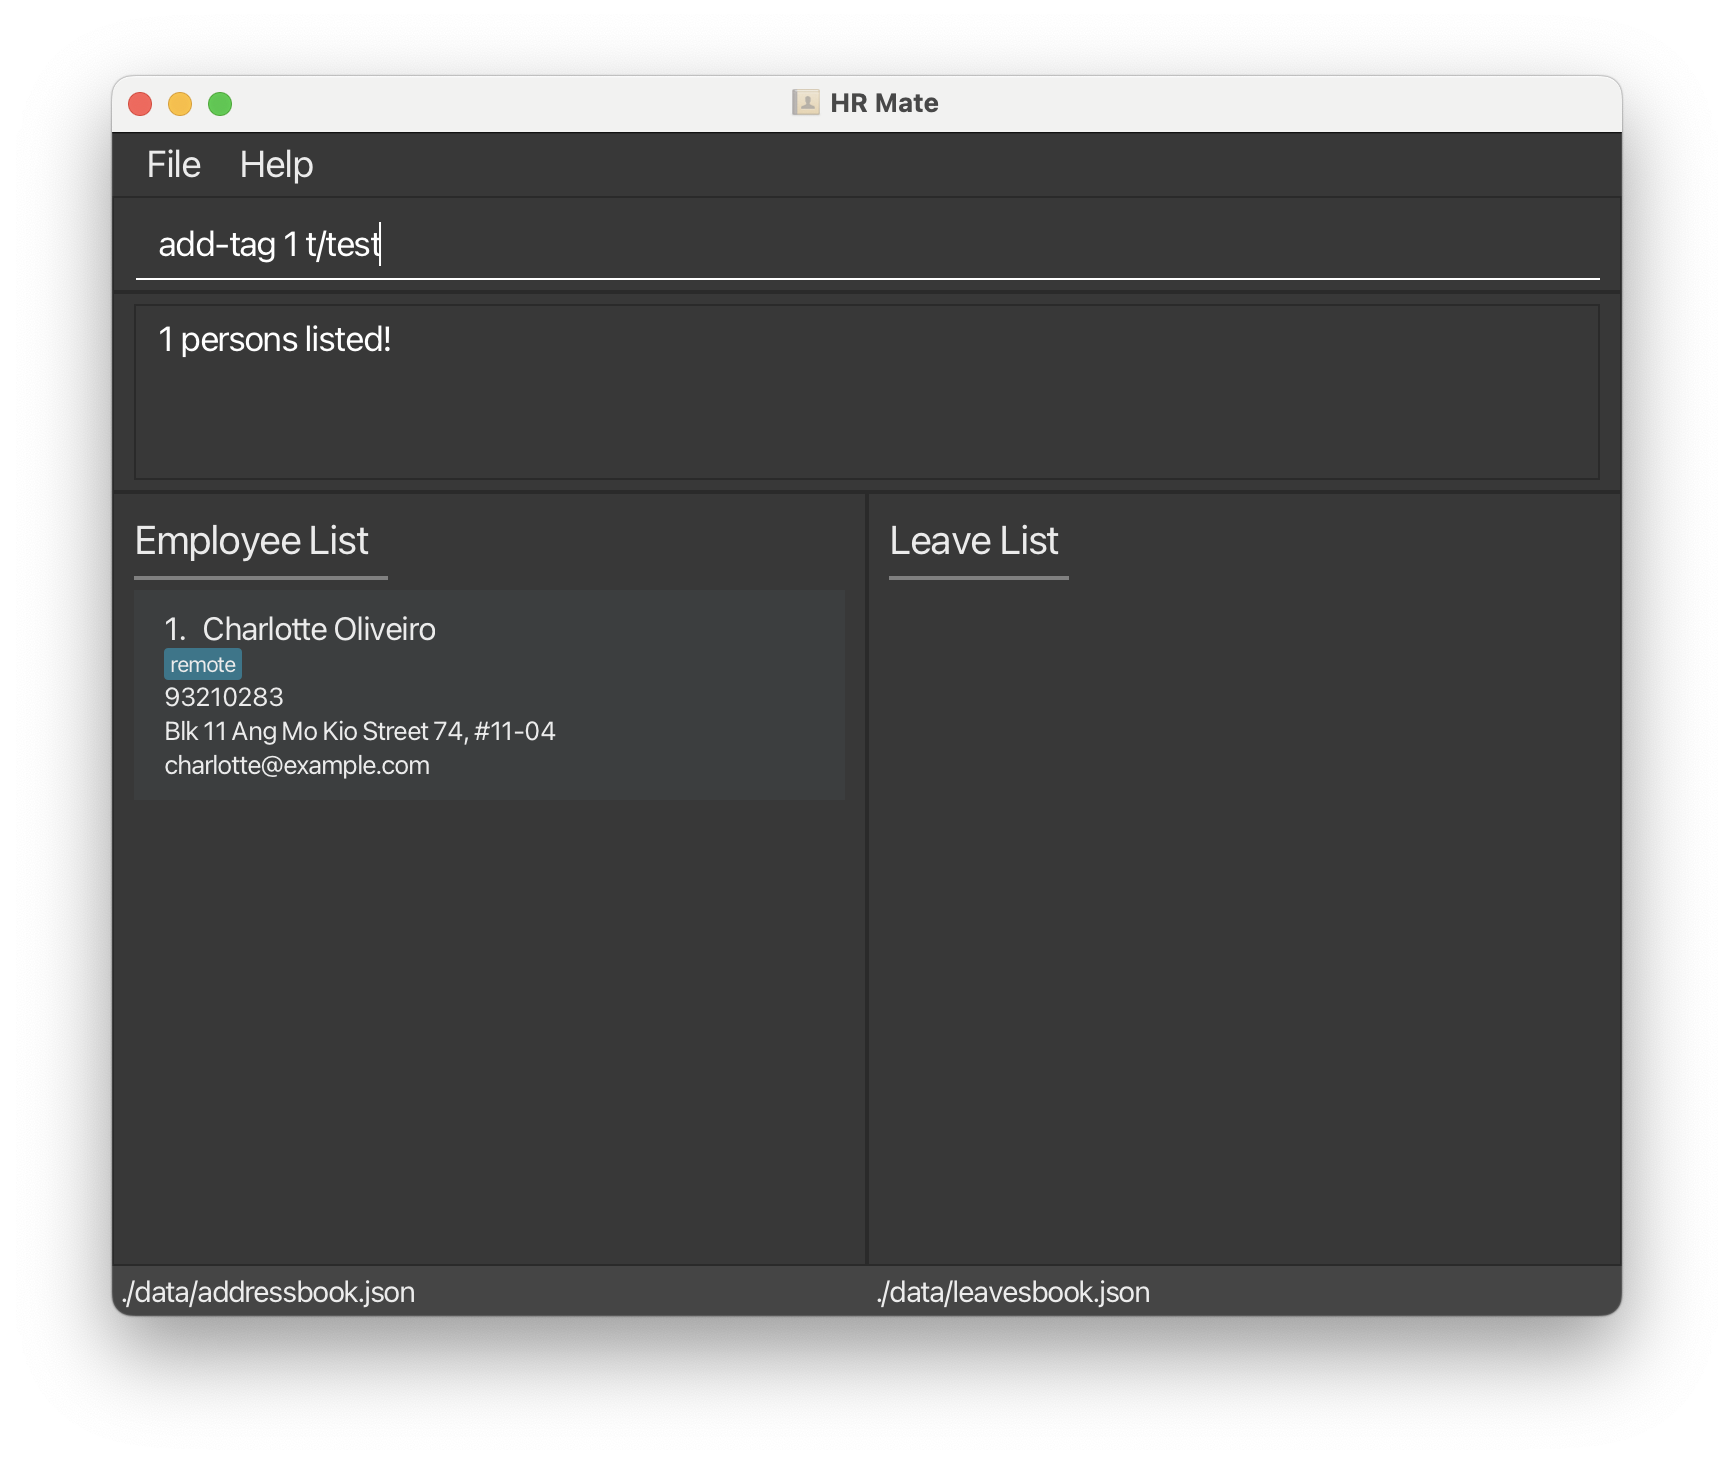 HR Mate
File Help
add-tag 1 t/test
1 persons listed!
Employee List
1. Charlotte Oliveiro
remote
93210283
Blk 11 Ang Mo Kio Street 74, #11-04
charlotte@example.com
Leave List
./data/addressbook.json
./data/leavesbook.json